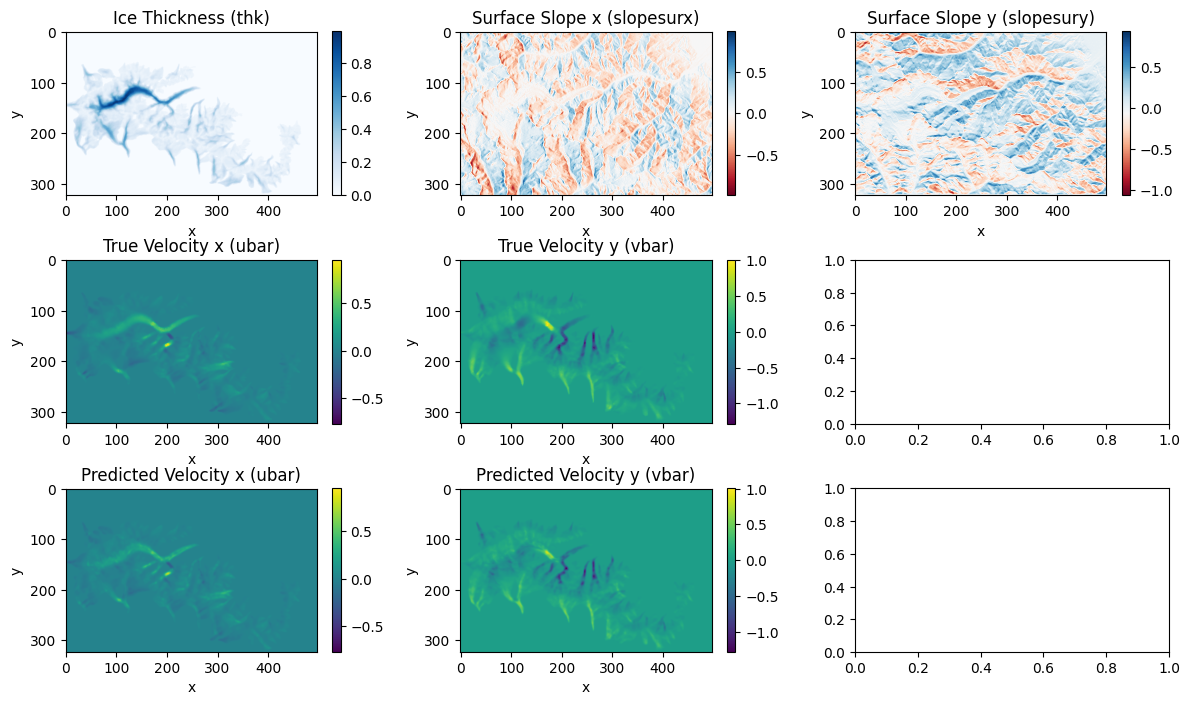 Ice Thickness (thk)
Surface Slope x (slopesurx)
Surface Slope y (slopesury)
0
100
200
300
y
0 100 200 300 400
x
0.8
0.6
0.4
0.2
0.0
0
100
200
300
y
0 100 200 300 400
x
0.5
0.0
−0.5
0
100
200
300
y
0 100 200 300 400
x
0.5
0.0
−0.5
−1.0
True Velocity x (ubar)
True Velocity y (vbar)
0
100
200
300
y
0 100 200 300 400
x
0.5
0.0
−0.5
0
100
200
300
y
0 100 200 300 400
x
1.0
0.5
0.0
−0.5
−1.0
1.0
0.8
0.6
0.4
0.2
0.0
0.0 0.2 0.4 0.6 0.8 1.0
Predicted Velocity x (ubar)
Predicted Velocity y (vbar)
0
100
200
300
y
0 100 200 300 400
x
0.5
0.0
−0.5
0
100
200
300
y
0 100 200 300 400
x
1.0
0.5
0.0
−0.5
−1.0
1.0
0.8
0.6
0.4
0.2
0.0
0.0 0.2 0.4 0.6 0.8 1.0